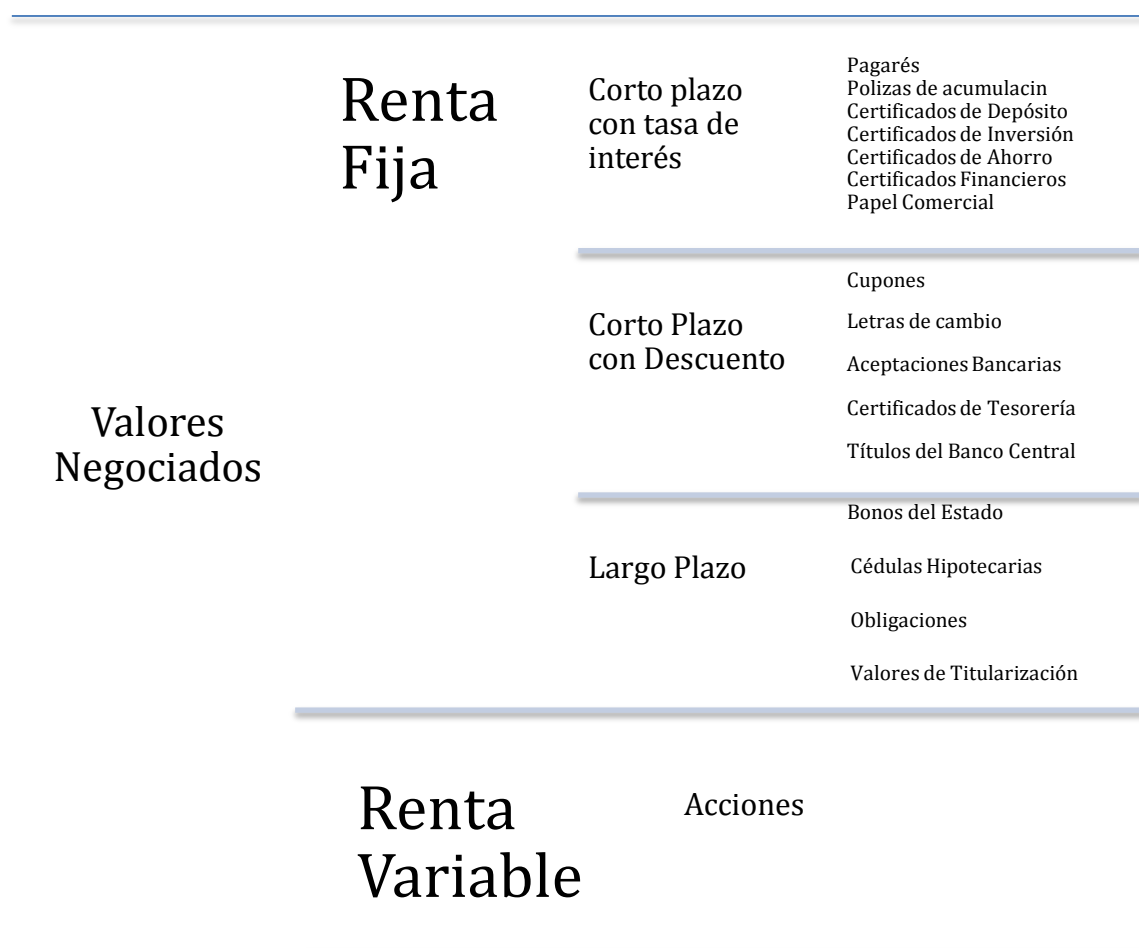 Valores
Negociados
Renta
Fija
Corto plazo
con tasa de
interés
Pagarés
Polizas de acumulacin
Certificados de Depósito
Certificados de Inversión
Certificados de Ahorro
Certificados Financieros
Papel Comercial
Corto Plazo
con Descuento
Cupones
Letras de cambio
Aceptaciones Bancarias
Certificados de Tesorería
Títulos del Banco Central
Largo Plazo
Bonos del Estado
Cédulas Hipotecarias
Obligaciones
Valores de Titularización
Renta
Variable
Acciones